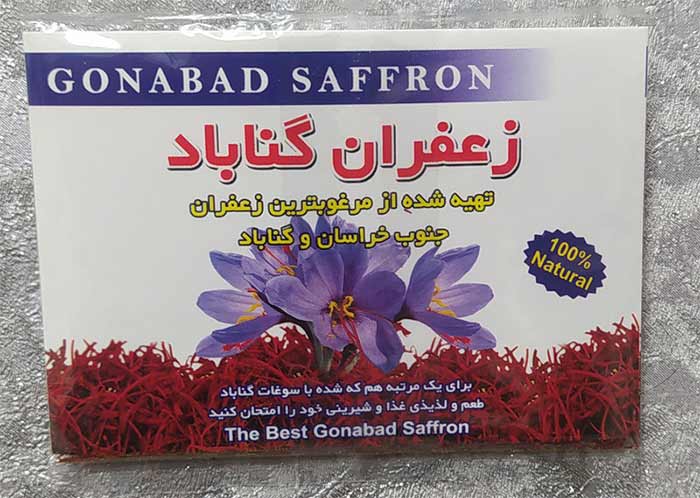 GONABAD SAFFRON
زعفران گناباد
تهیه شده از مرغوبترین زعفران
جنوب خراسان و گناباد
100%
Natural
برای یک مرتبه هم که شده با سوغات گناباد
طعم و لذیذی غذا و شیرینی خود را امتحان کنید
The Best Gonabad Saffron